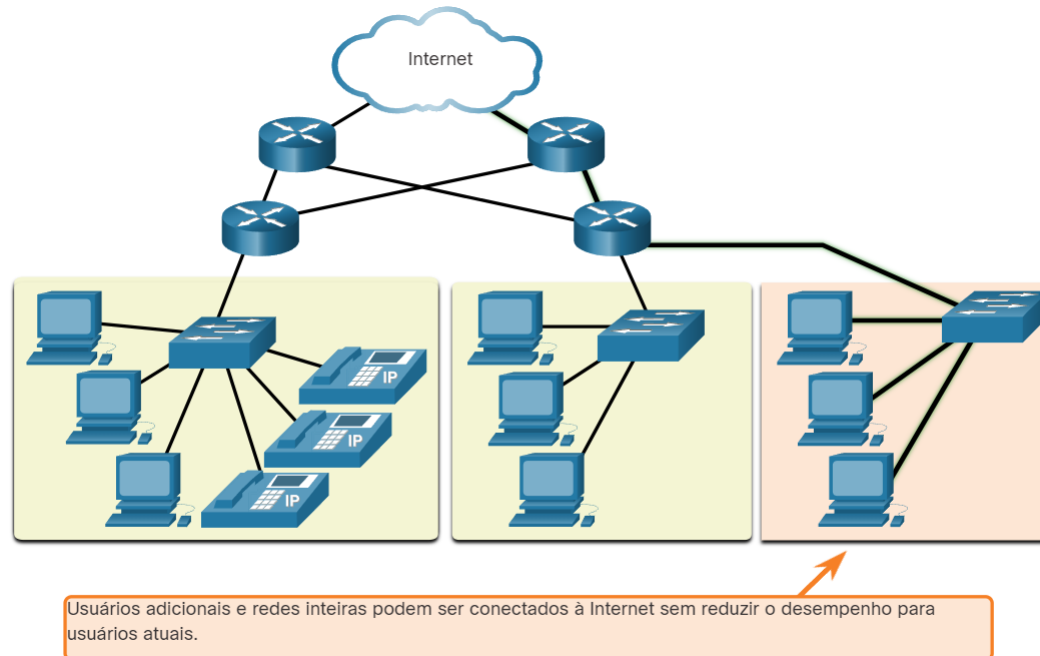 Internet
IP
IP
IP
Usuários adicionais e redes inteiras podem ser conectados à Internet sem reduzir o desempenho para
usuários atuais.